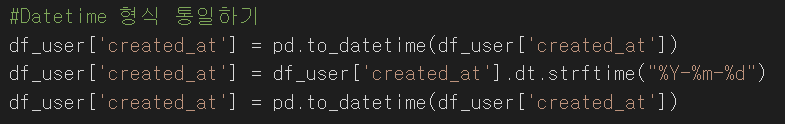 #Datetime 형식 통일하기
df_user['created_at'] = pd.to_datetime(df_user['created_at'])
df_user['created_at'] = df_user['created_at'].dt.strftime("%Y-%m-%d")
df_user['created_at'] = pd.to_datetime(df_user['created_at'])